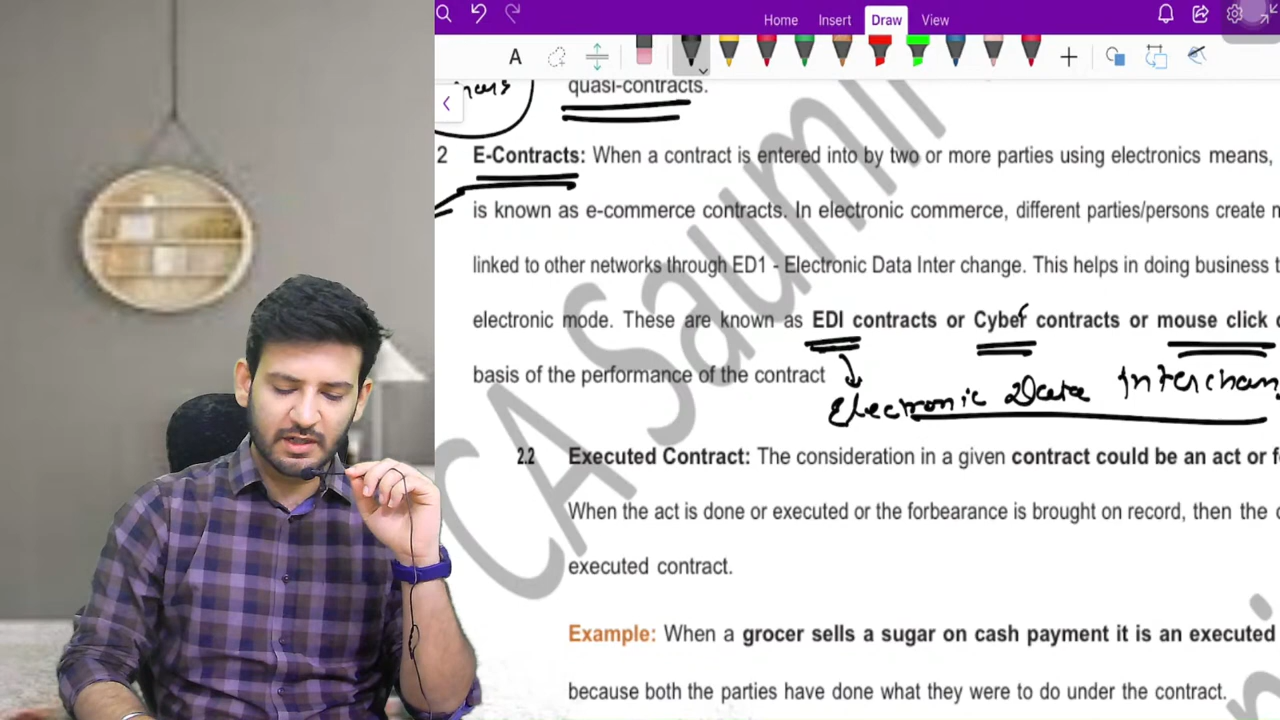 Home Insert Draw View
A
quasi-contracts.
2 E-Contracts: When a contract is entered into by two or more parties using electronics means,
is known as e-commerce contracts. In electronic commerce, different parties/persons create
linked to other networks through ED1 - Electronic Data Inter change. This helps in doing business
electronic mode. These are known as EDI contracts or Cyber contracts or mouse click
basis of the performance of the contract
Electronic Data Interchan
2.2 Executed Contract: The consideration in a given contract could be an act or
When the act is done or executed or the forbearance is brought on record, then the
executed contract.
Example: When a grocer sells a sugar on cash payment it is an executed
because both the parties have done what they were to do under the contract.
CA Saumil